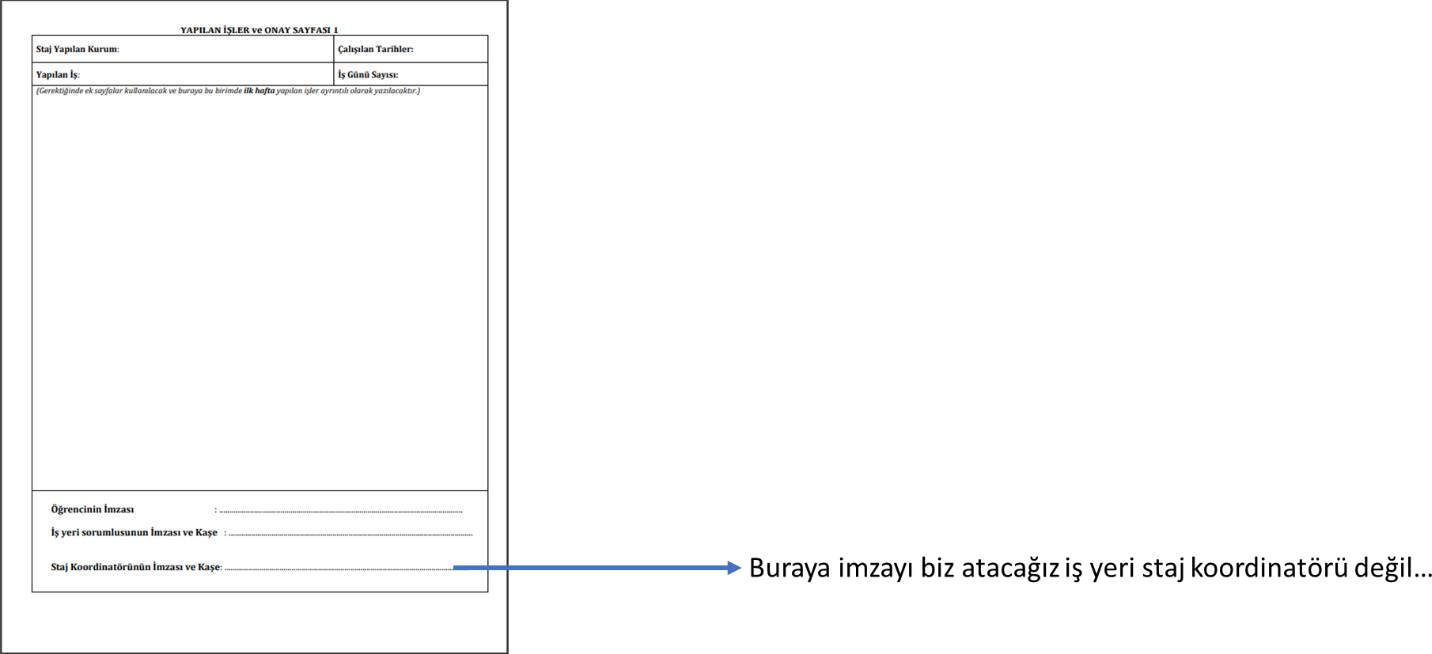 YAPILAN İŞLER ve ONAY SAYFASI 1
Staj Yapılan Kurum:
Çalışılan Tarihler:
Yapılan İş:
İş Günü Sayısı:
(Gerektiğinde ek sayfalar kullanılacak ve buraya bu birimde ilk hafta yapılan işler ayrıntılı olarak yazılacaktır.)
Öğrencinin İmzası : ......................................................................
İş yeri sorumlusunun İmzası ve Kaşe : ......................................................................
Staj Koordinatörünün İmzası ve Kaşe: ......................................................................
Buraya imzayı biz atacağız iş yeri staj koordinatörü değil...